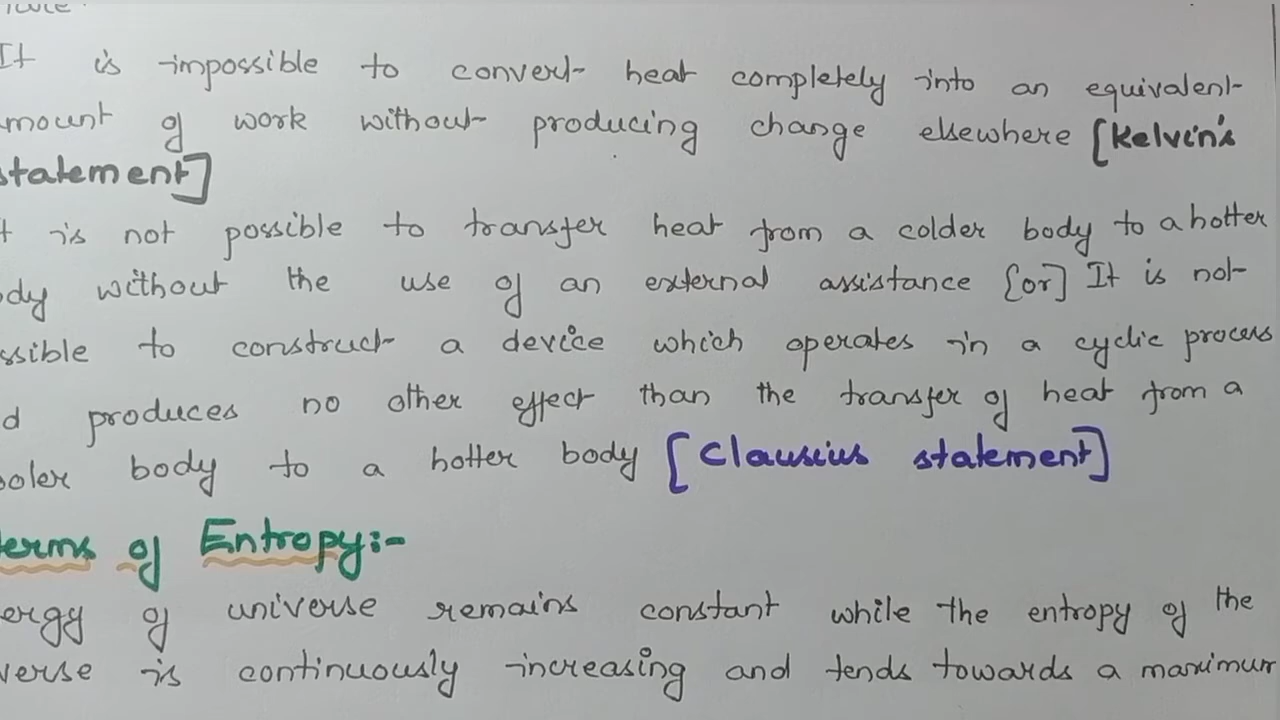 It is impossible to convert heat completely into an equivalent
mount of work without producing change elsewhere [Kelvin's
statement]
t is not possible to transfer heat from a colder body to a hotter
ody without the use of an external assistance [or] It is not
ssible to construct a device which operates in a cyclic process
d produces no other effect than the transfer of heat from a
ooler body to a hotter body [Clausius statement]
terms of Entropy:-
ergy of universe remains constant while the entropy of the
verse is continuously increasing and tends towards a maximum